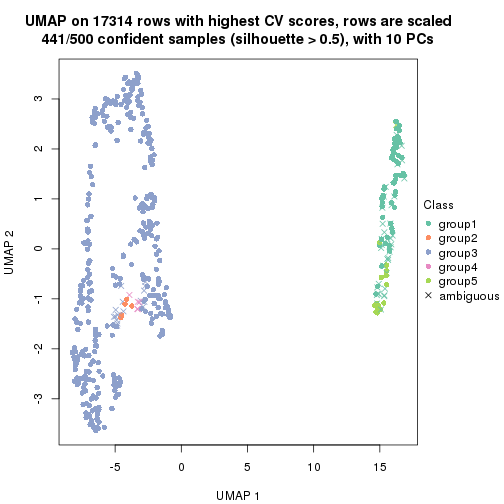 UMAP on 17314 rows with highest CV scores, rows are scaled
441/500 confident samples (silhouette > 0.5), with 10 PCs
3
2
1
0
-1
-2
-3
UMAP 2
-5
0
5
10
15
UMAP 1
Class
group1
group2
group3
group4
group5
ambiguous